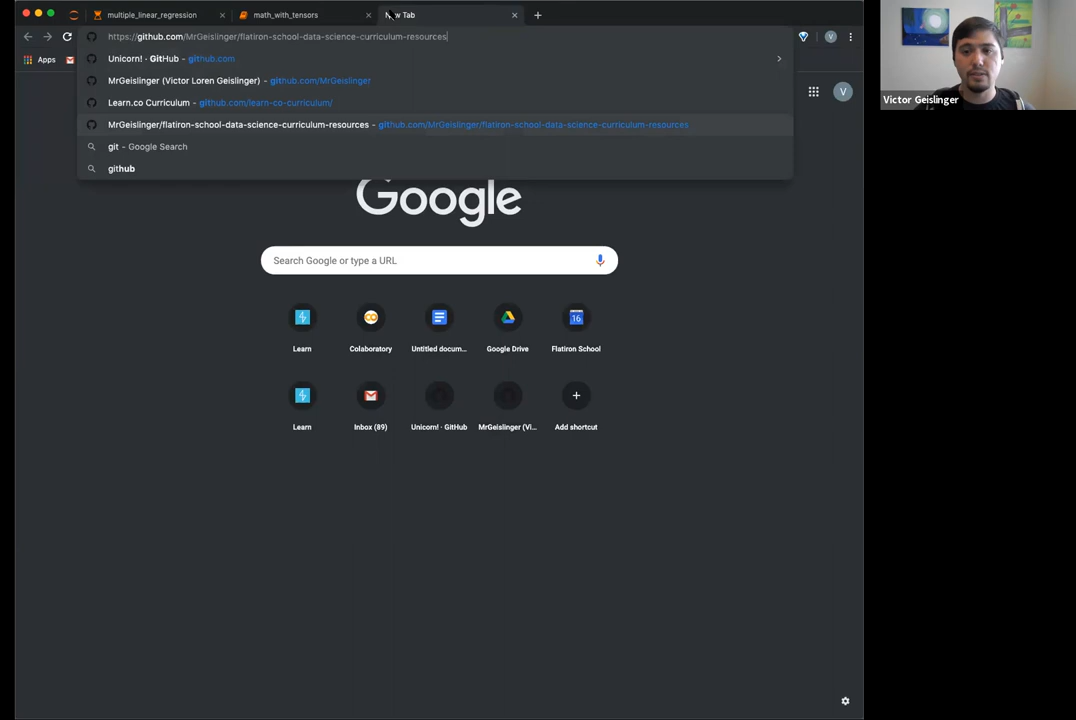 multiple_linear_regression
math_with_tensors
New Tab
https://github.com/MrGeislinger/flatiron-school-data-science-curriculum-resources
V
Apps
Unicorn! · GitHub - github.com
MrGeislinger (Victor Loren Geislinger) - github.com/MrGeislinger
Learn.co Curriculum - github.com/learn-co-curriculum/
MrGeislinger/flatiron-school-data-science-curriculum-resources - github.com/MrGeislinger/flatiron-school-data-science-curriculum-resources
git - Google Search
github
V
Google
Search Google or type a URL
16
Learn
Colaboratory
Untitled docum...
Google Drive
Flatiron School
Learn
Inbox (89)
Unicorn! · GitHub
MrGeislinger (Vi...
Add shortcut
Victor Geislinger